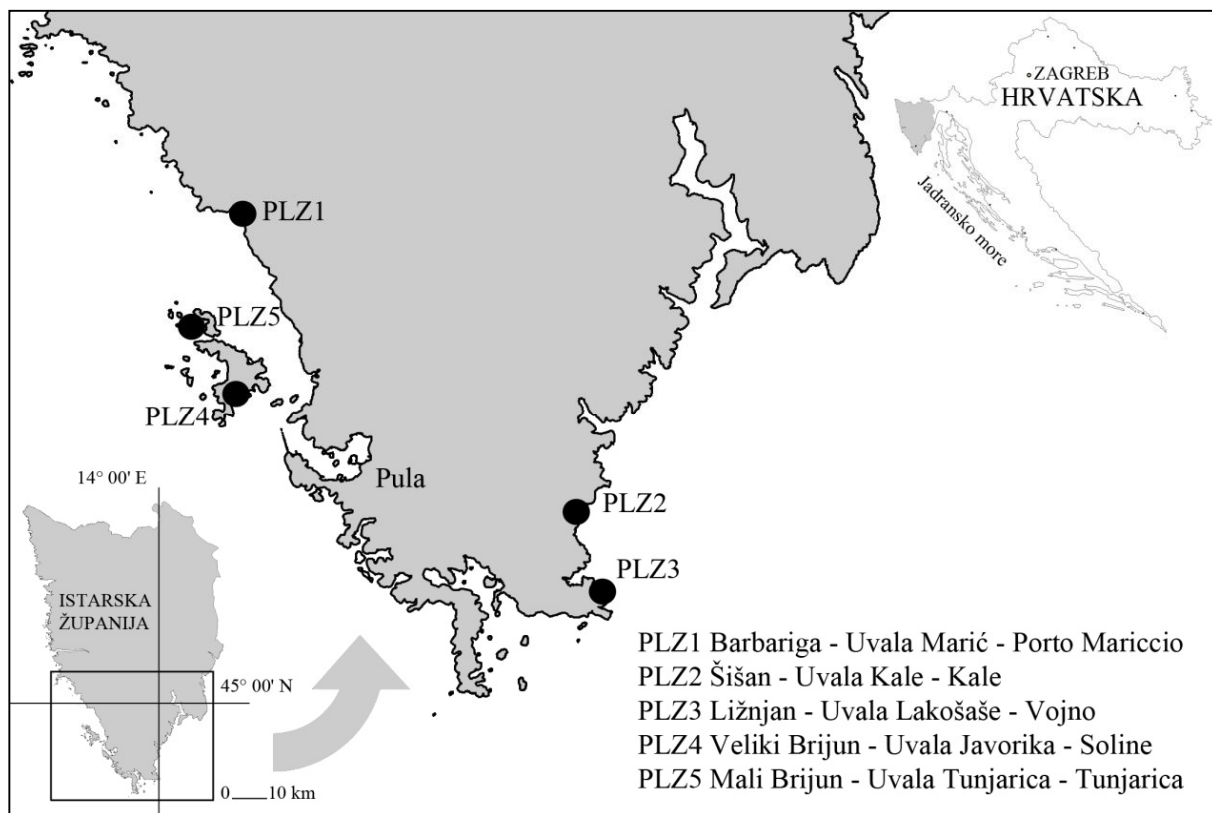 ZAGREB
HRVATSKA
Jadransko more
PLZ1
PLZ5
PLZ4
Pula
PLZ2
PLZ3
14° 00' E
ISTARSKA
ŽUPANIJA
45° 00' N
0 10 km
PLZ1 Barbariga - Uvala Marić - Porto Mariccio
PLZ2 Šišan - Uvala Kale - Kale
PLZ3 Ližnjan - Uvala Lakošaše - Vojno
PLZ4 Veliki Brijun - Uvala Javorika - Soline
PLZ5 Mali Brijun - Uvala Tunjarica - Tunjarica